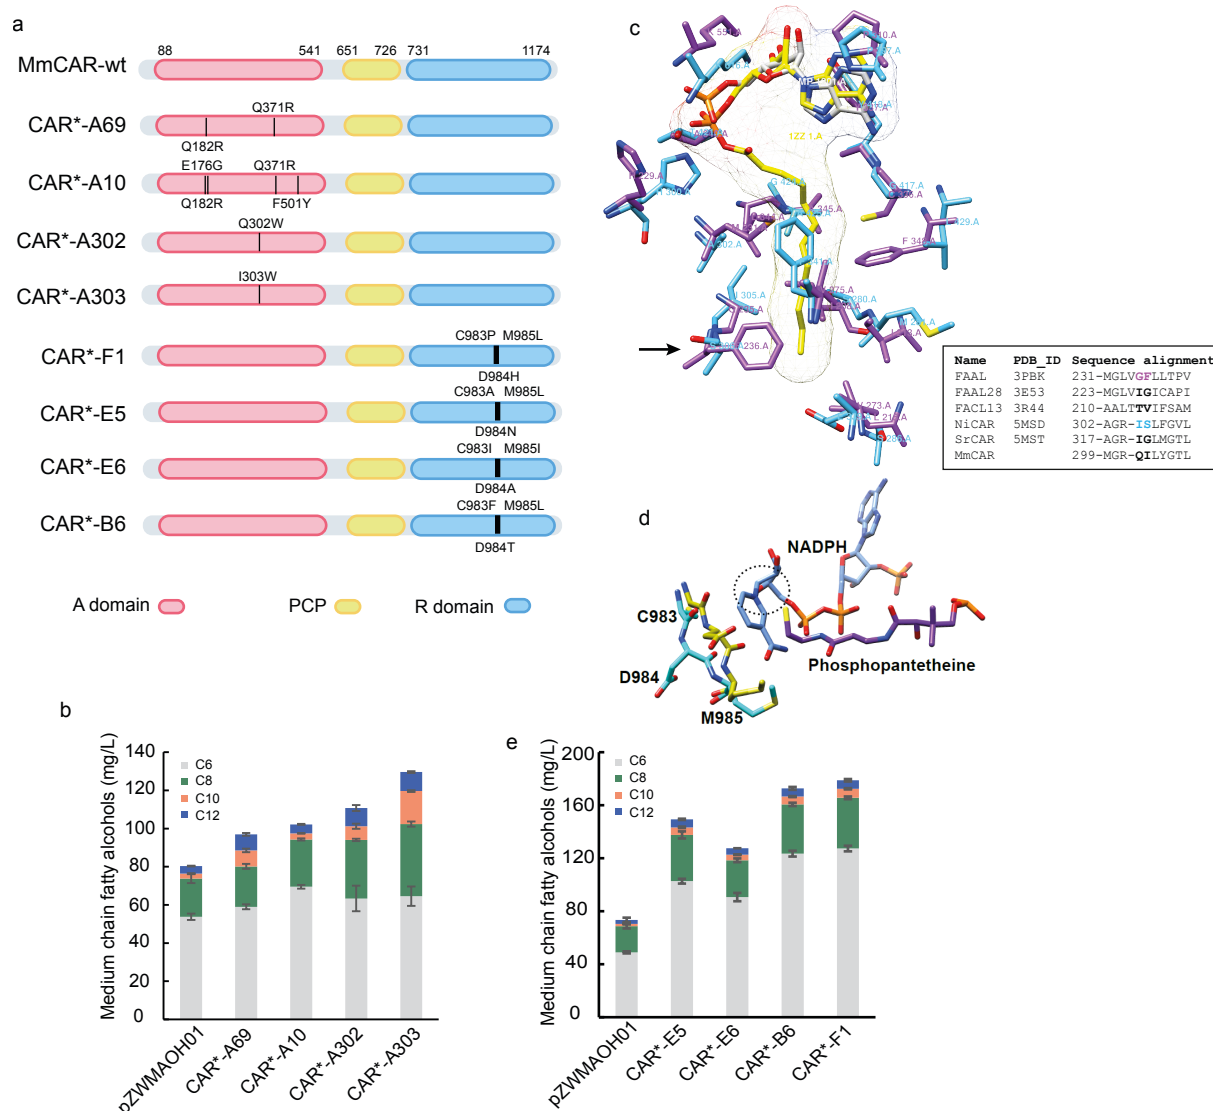 a
88 541 651 726 731 1174
MmCAR-wt
Q371R
CAR*-A69
Q182R
E176G Q371R
CAR*-A10
Q182R F501Y
Q302W
CAR*-A302
I303W
CAR*-A303
C983P M985L
CAR*-F1
D984H
C983A M985L
CAR*-E5
D984N
C983I M985I
CAR*-E6
D984A
C983F M985L
CAR*-B6
D984T
A domain PCP R domain
b
Medium chain fatty alcohols (mg/L)
140
120
100
80
60
40
20
0
C6
C8
C10
C12
pZWMAOH01
CAR*-A69
CAR*-A10
CAR*-A302
CAR*-A303
c
1ZZ 1.A
F 348.A
305.A
236.A
273.A
Name PDB_ID Sequence alignment
FAAL 3PBK 231-MGLVGFLLTPV
FAAL28 3E53 223-MGLVIGICAPI
FACL13 3R44 210-AALTTVIFSAM
NiCAR 5MSD 302-AGR-ISLFGVL
SrCAR 5MST 317-AGR-IGLMGTL
MmCAR 299-MGR-QILYGTL
d
NADPH
C983
Phosphopantetheine
D984
M985
e
Medium chain fatty alcohols (mg/L)
200
160
120
80
40
0
C6
C8
C10
C12
pZWMAOH01
CAR*-E5
CAR*-E6
CAR*-B6
CAR*-F1